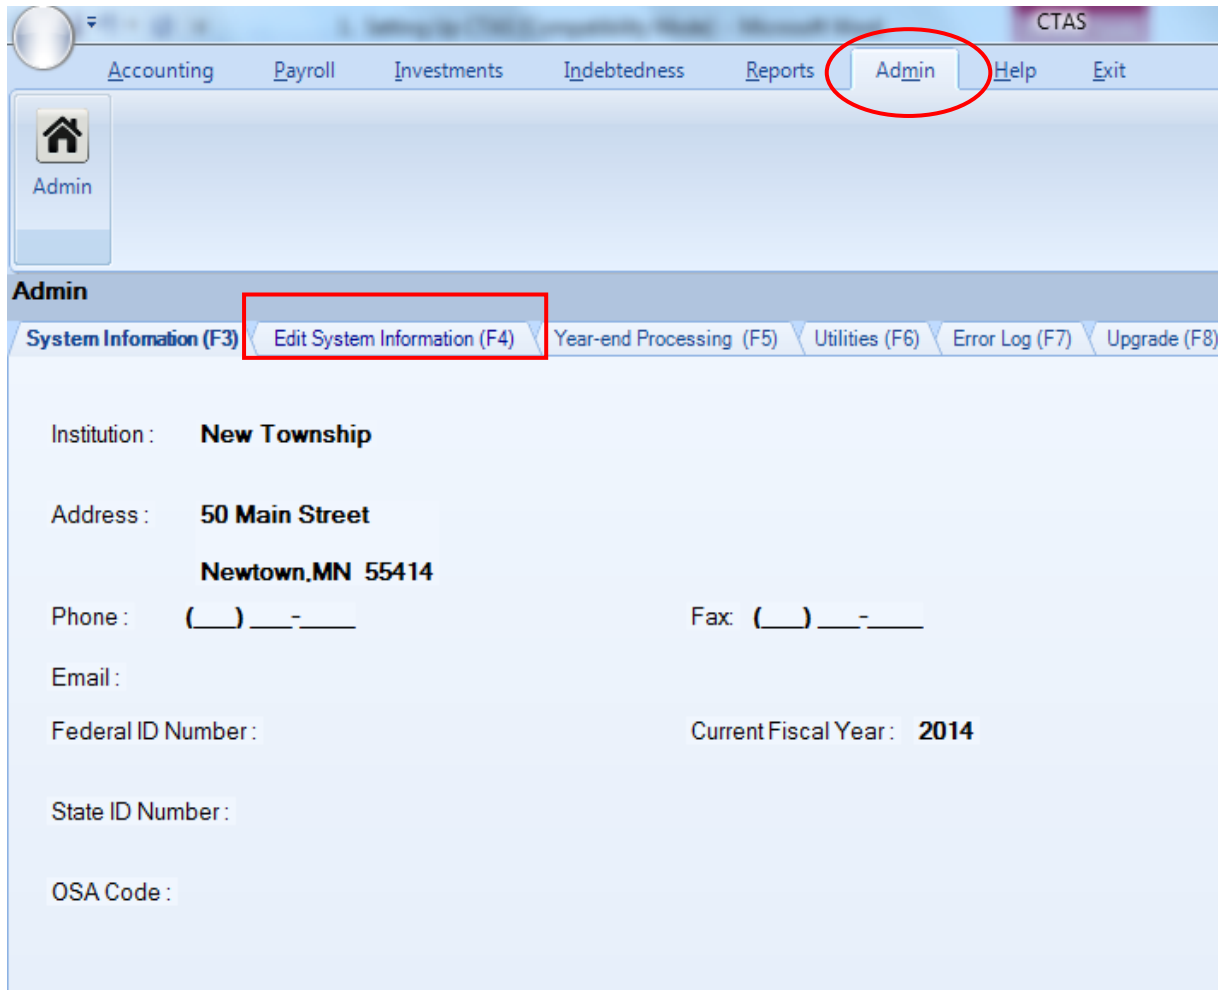 CTAS
Accounting Payroll Investments Indebtedness Reports Admin Help Exit
Admin
Admin
System Infomation (F3) Edit System Information (F4) Year-end Processing (F5) Utilities (F6) Error Log (F7) Upgrade (F8)
Institution : New Township
Address : 50 Main Street
Newtown,MN 55414
Phone : (___) ___-____ Fax: (___) ___-____
Email :
Federal ID Number : Current Fiscal Year : 2014
State ID Number :
OSA Code :